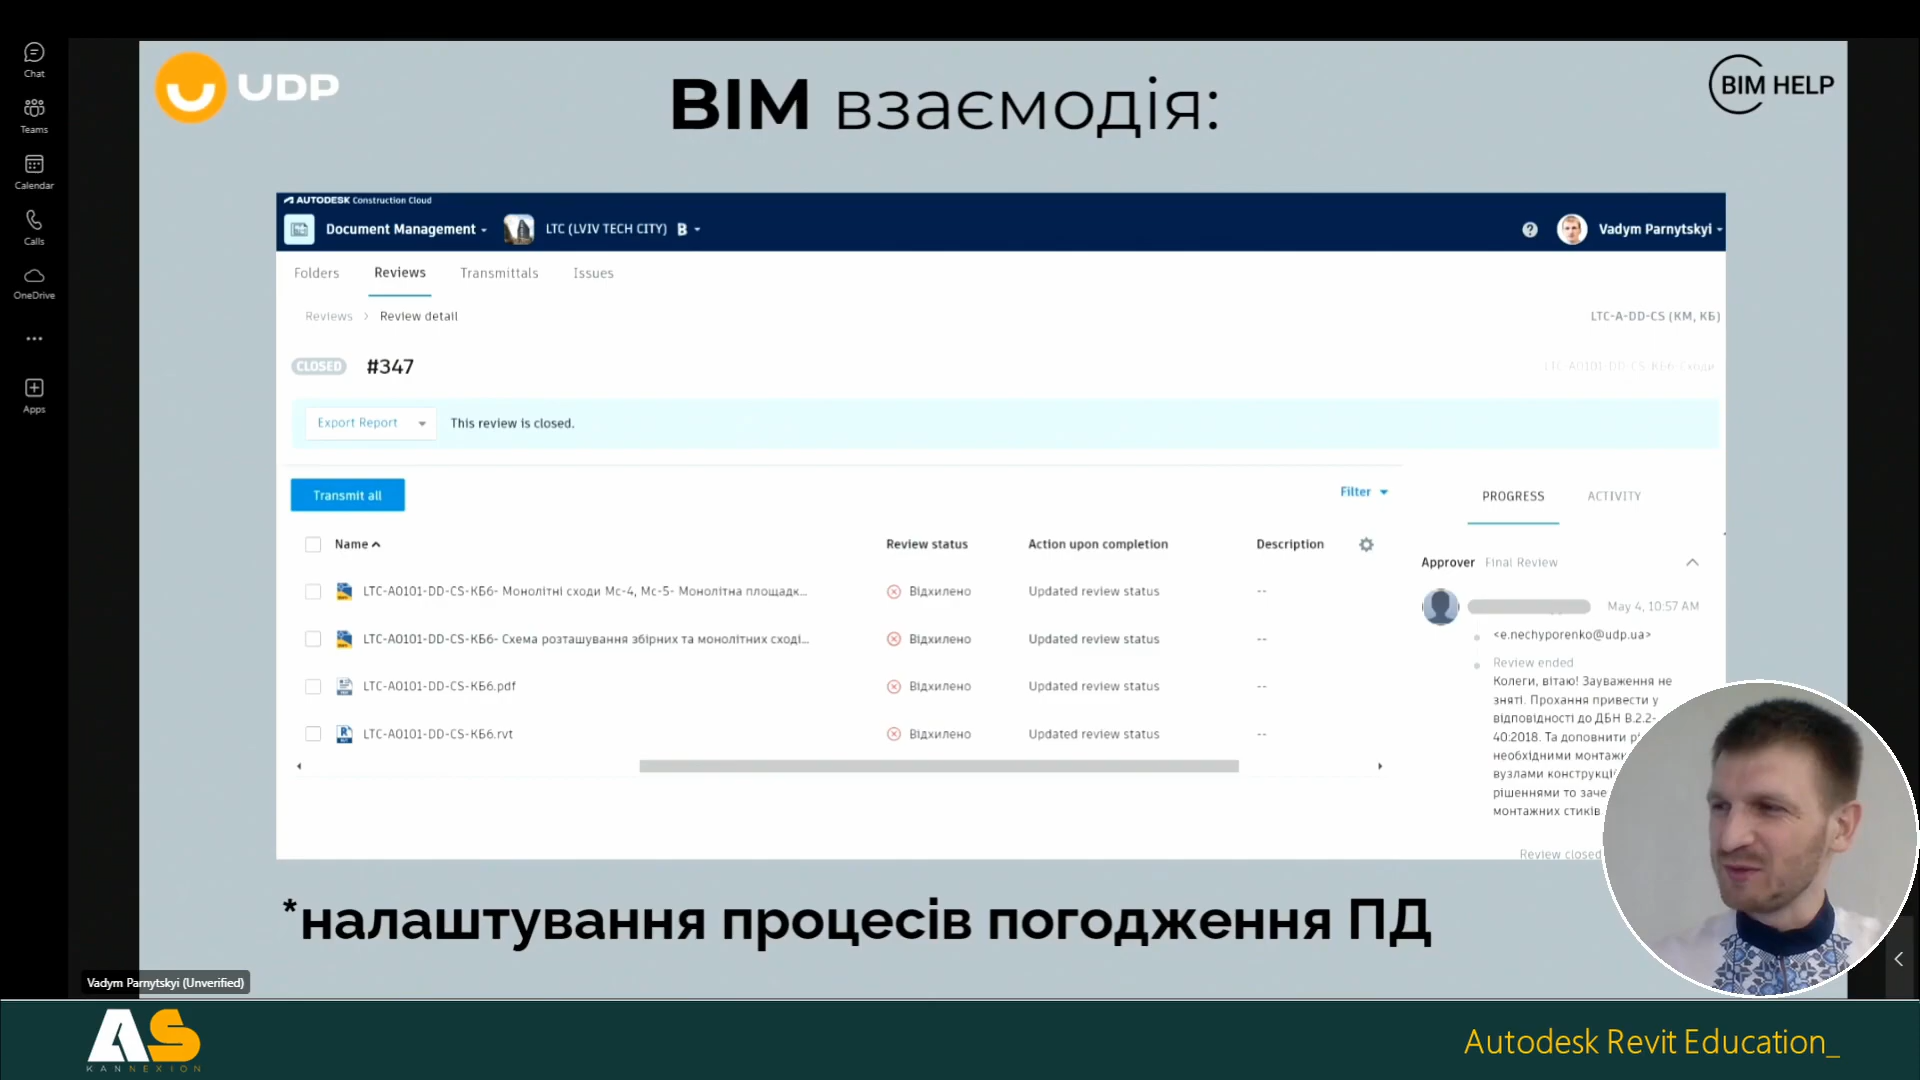 Chat
Teams
Calendar
Calls
OneDrive
Apps
UDP
BIM взаємодія:
BIM HELP
AUTODESK Construction Cloud
Document Management
LTC (LVIV TECH CITY) B
Vadym Parnytskyi
Folders Reviews Transmittals Issues
Reviews > Review detail
LTC-A-DD-CS (КМ, КБ)
CLOSED #347
LTC-A0101-DD-CS-КБ6-Сходи
Export Report This review is closed.
Transmit all
Filter
PROGRESS ACTIVITY
Name Review status Action upon completion Description
LTC-A0101-DD-CS-КБ6- Монолітні сходи Мс-4, Мс-5- Монолітна площадк... Відхилено Updated review status --
LTC-A0101-DD-CS-КБ6- Схема розташування збірних та монолітних сході... Відхилено Updated review status --
LTC-A0101-DD-CS-КБ6.pdf Відхилено Updated review status --
LTC-A0101-DD-CS-КБ6.rvt Відхилено Updated review status --
Approver Final Review
May 4, 10:57 AM
<e.nechyporenko@udp.ua>
Review ended
Колеги, вітаю! Зауваження не
зняті. Прохання привести у
відповідності до ДБН В.2.2-
40:2018. Та доповнити
необхідними
вузлами
рішеннями то
монтажних стиків
Review closed
*налаштування процесів погодження ПД
Vadym Parnytskyi (Unverified)
AS
KANNEXION
Autodesk Revit Education_